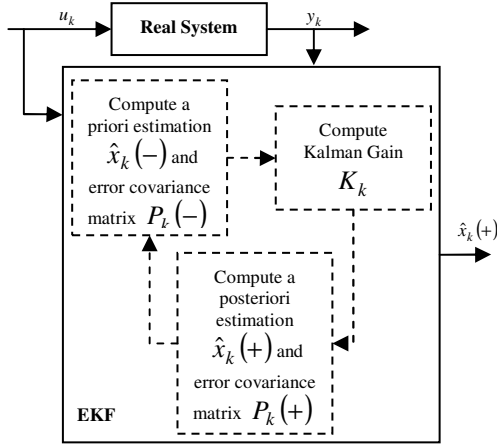 u_k
Real System
y_k
Compute a
priori estimation
x̂_k(−) and
error covariance
matrix P_k(−)
Compute
Kalman Gain
K_k
x̂_k(+)
Compute a
posteriori
estimation
x̂_k(+) and
error covariance
matrix P_k(+)
EKF